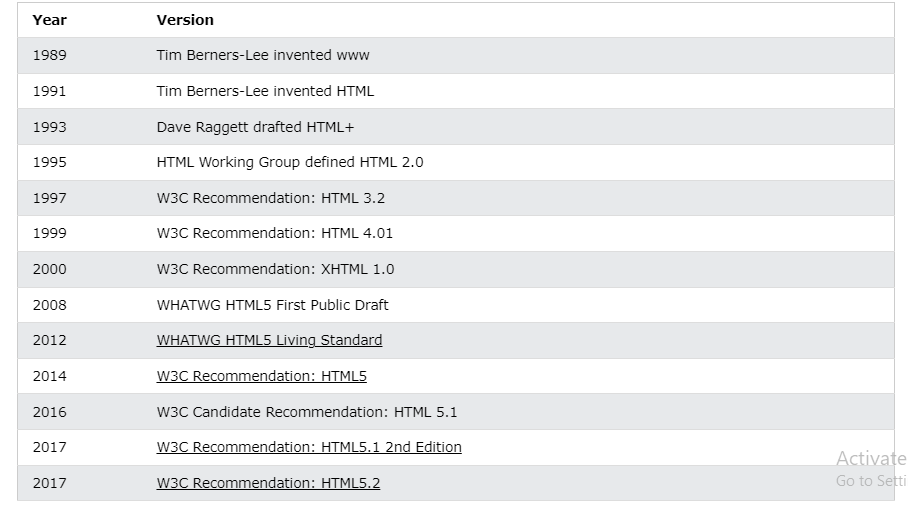 Year Version
1989 Tim Berners-Lee invented www
1991 Tim Berners-Lee invented HTML
1993 Dave Raggett drafted HTML+
1995 HTML Working Group defined HTML 2.0
1997 W3C Recommendation: HTML 3.2
1999 W3C Recommendation: HTML 4.01
2000 W3C Recommendation: XHTML 1.0
2008 WHATWG HTML5 First Public Draft
2012 WHATWG HTML5 Living Standard
2014 W3C Recommendation: HTML5
2016 W3C Candidate Recommendation: HTML 5.1
2017 W3C Recommendation: HTML5.1 2nd Edition
2017 W3C Recommendation: HTML5.2
Activate
Go to Setti